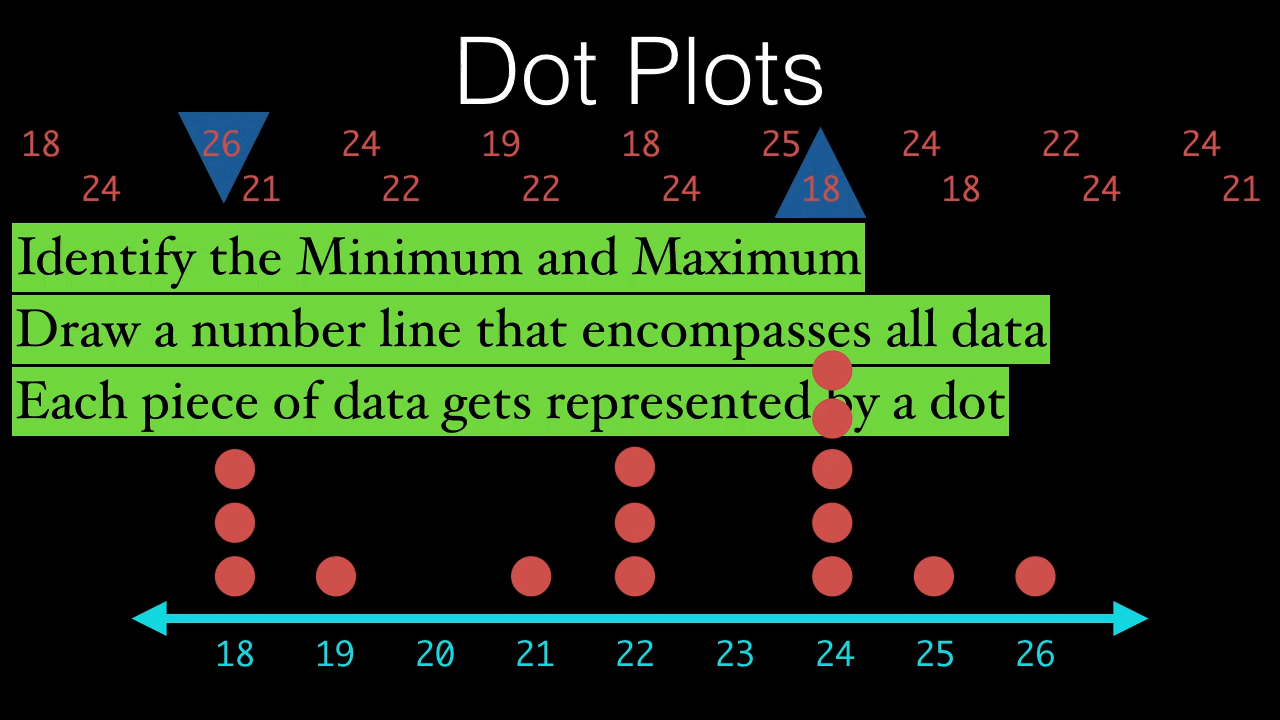 Dot Plots
18 26 24 19 18 25 24 22 24
24 21 22 22 24 18 18 24 21
Identify the Minimum and Maximum
Draw a number line that encompasses all data
Each piece of data gets represented by a dot
18 19 20 21 22 23 24 25 26